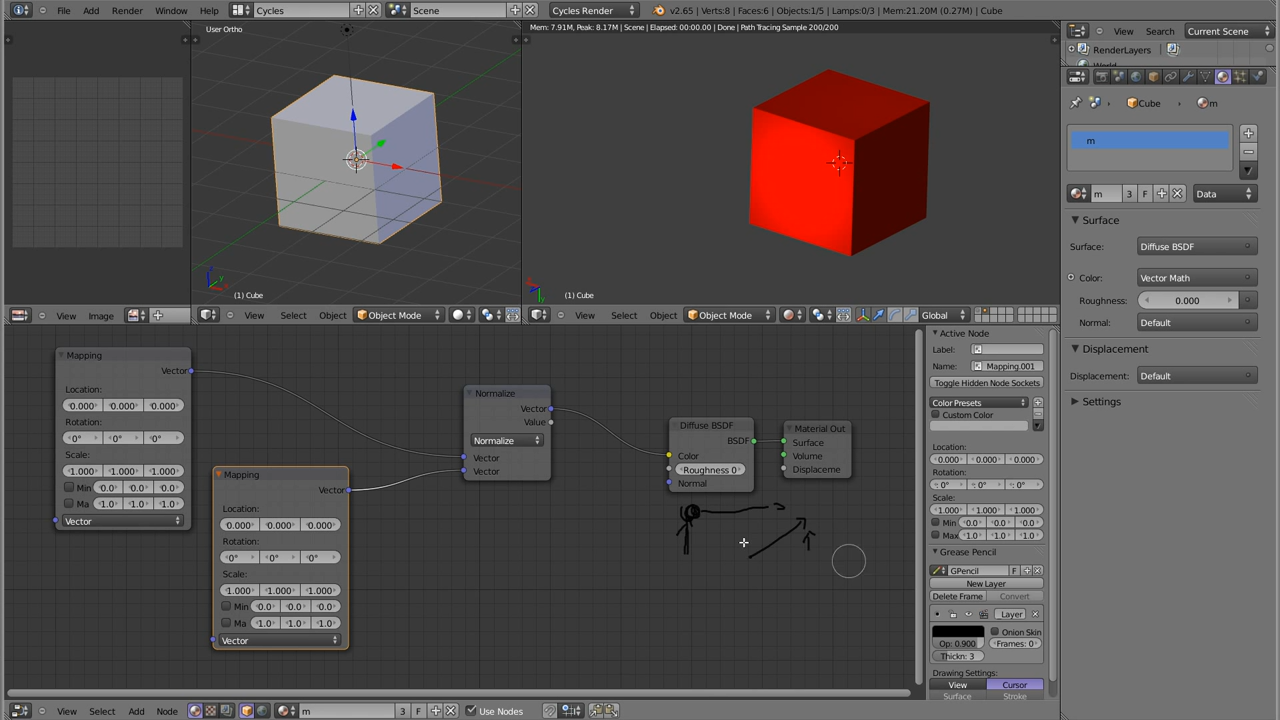 File Add Render Window Help Cycles Scene Cycles Render v2.65 | Verts:8 | Faces:6 | Objects:1/5 | Lamps:0/3 | Mem:21.20M (0.27M) | Cube
User Ortho
Mem: 7.91M, Peak: 8.17M | Scene | Elapsed: 00:00.00 | Done | Path Tracing Sample 200/200
View Search Current Scene
RenderLayers
World
Cube m
m
m 3 F Data
Surface
Surface: Diffuse BSDF
Color: Vector Math
Roughness: 0.000
Normal: Default
Displacement
Displacement: Default
Settings
(1) Cube
(1) Cube
View Image
View Select Object Object Mode
View Select Object Object Mode Global
Mapping
Vector
Location:
0.000 0.000 0.000
Rotation:
0° 0° 0°
Scale:
1.000 1.000 1.000
Min 0.0 0.0 0.0
Ma 1.0 1.0 1.0
Vector
Mapping
Vector
Location:
0.000 0.000 0.000
Rotation:
0° 0° 0°
Scale:
1.000 1.000 1.000
Min 0.0 0.0 0.0
Ma 1.0 1.0 1.0
Vector
Normalize
Vector
Value
Normalize
Vector
Vector
Diffuse BSDF
BSDF
Color
Roughness 0
Normal
Material Out
Surface
Volume
Displaceme
Active Node
Label:
Name: Mapping.001
Toggle Hidden Node Sockets
Color Presets
Custom Color
Location:
0.000 0.000 0.000
Rotation:
0° 0° 0°
Scale:
1.000 1.000 1.000
Min 0.0 0.0 0.0
Max 1.0 1.0 1.0
Grease Pencil
GPencil F
New Layer
Delete Frame Convert
Layer
Onion Skin
Op: 0.900 Frames: 0
Thickn: 3
Drawing Settings:
View Cursor
Surface Stroke
View Select Add Node m 3 F Use Nodes